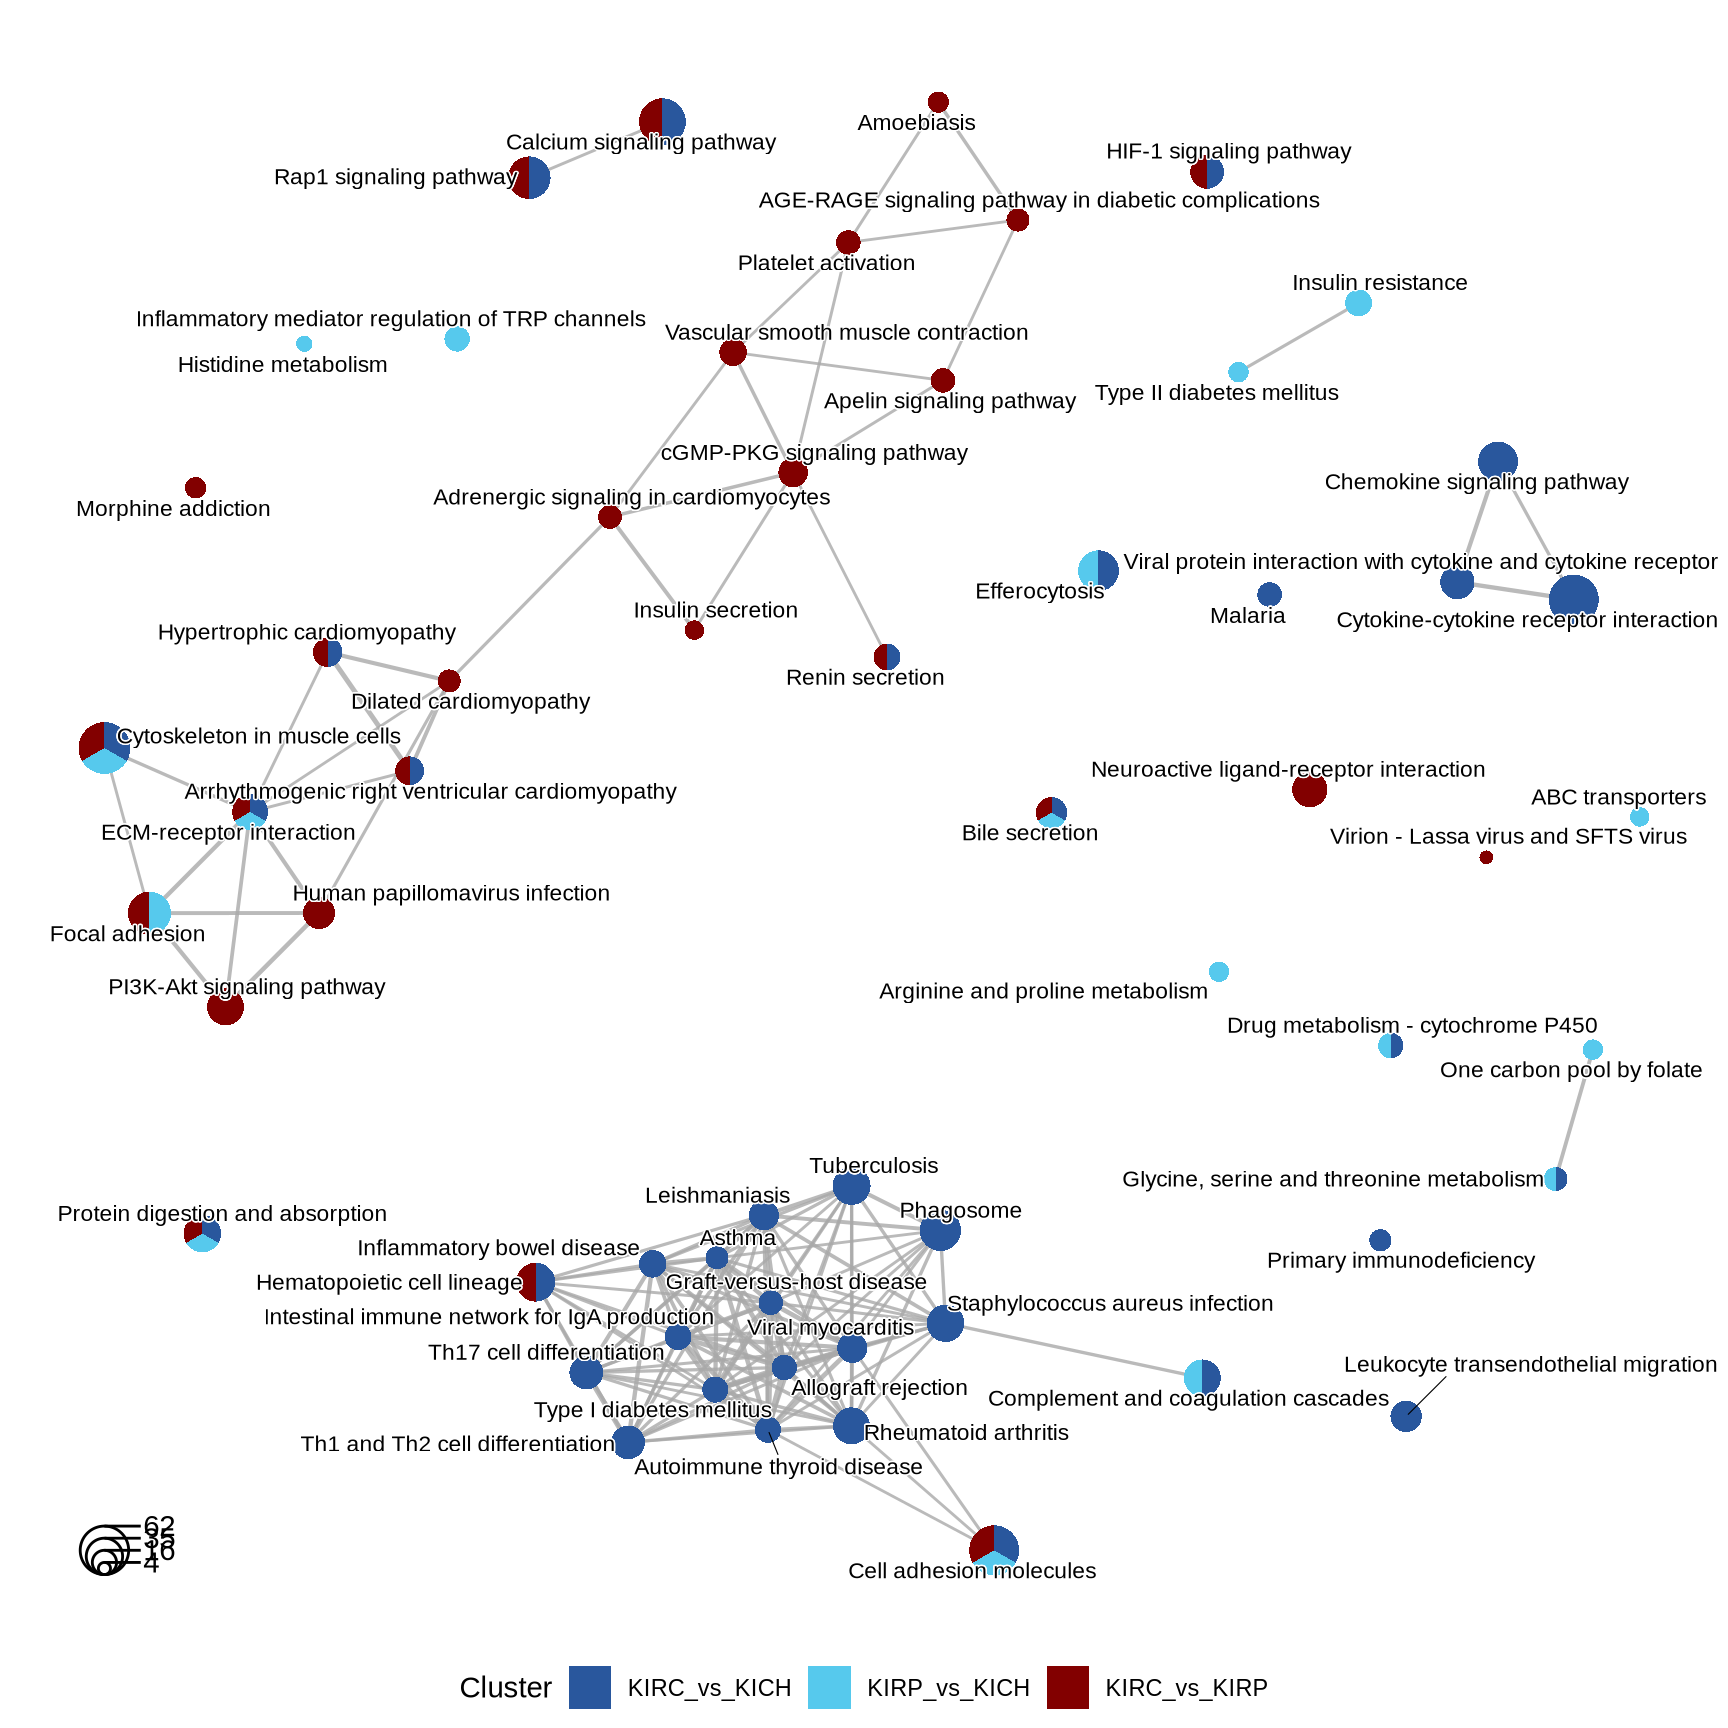 Amoebiasis
Calcium signaling pathway
HIF-1 signaling pathway
Rap1 signaling pathway
AGE-RAGE signaling pathway in diabetic complications
Platelet activation
Insulin resistance
Inflammatory mediator regulation of TRP channels
Vascular smooth muscle contraction
Histidine metabolism
Type II diabetes mellitus
Apelin signaling pathway
cGMP-PKG signaling pathway
Chemokine signaling pathway
Adrenergic signaling in cardiomyocytes
Morphine addiction
Viral protein interaction with cytokine and cytokine receptor
Efferocytosis
Insulin secretion
Malaria
Cytokine-cytokine receptor interaction
Hypertrophic cardiomyopathy
Renin secretion
Dilated cardiomyopathy
Cytoskeleton in muscle cells
Neuroactive ligand-receptor interaction
Arrhythmogenic right ventricular cardiomyopathy
ABC transporters
ECM-receptor interaction
Bile secretion
Virion - Lassa virus and SFTS virus
Human papillomavirus infection
Focal adhesion
PI3K-Akt signaling pathway
Arginine and proline metabolism
Drug metabolism - cytochrome P450
One carbon pool by folate
Tuberculosis
Glycine, serine and threonine metabolism
Leishmaniasis
Phagosome
Protein digestion and absorption
Asthma
Inflammatory bowel disease
Primary immunodeficiency
Hematopoietic cell lineage
Graft-versus-host disease
Staphylococcus aureus infection
Intestinal immune network for IgA production
Viral myocarditis
Th17 cell differentiation
Leukocyte transendothelial migration
Allograft rejection
Complement and coagulation cascades
Type I diabetes mellitus
Rheumatoid arthritis
Th1 and Th2 cell differentiation
Autoimmune thyroid disease
62
35
16
4
Cell adhesion molecules
Cluster KIRC_vs_KICH KIRP_vs_KICH KIRC_vs_KIRP